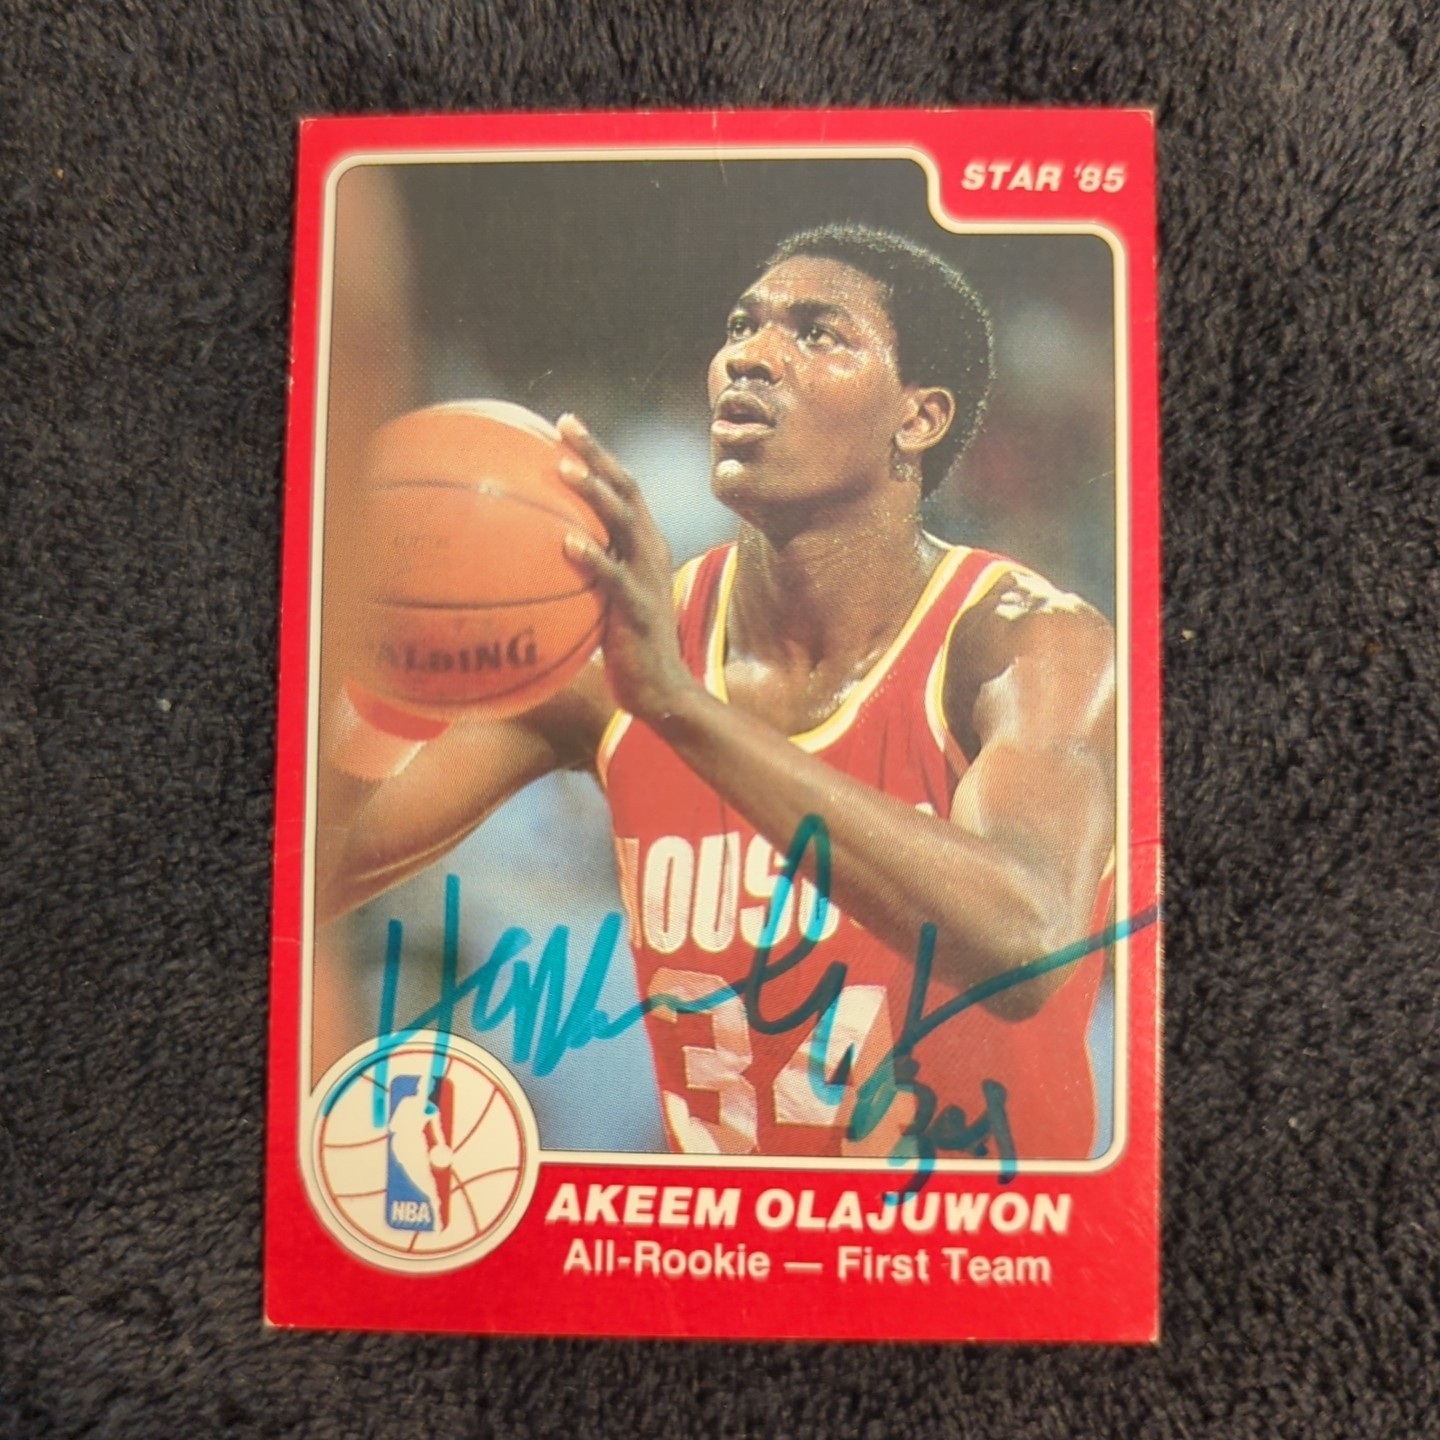 STAR '85
SPALDING
HOUSTON
34
NBA
AKEEM OLAJUWON
All-Rookie — First Team